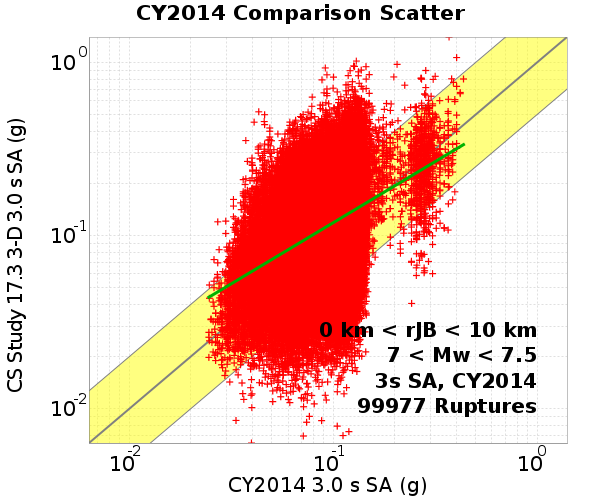 CY2014 Comparison Scatter
CS Study 17.3 3-D 3.0 s SA (g)
10^0
10^-1
10^-2
0 km < rJB < 10 km
7 < Mw < 7.5
3s SA, CY2014
99977 Ruptures
10^-2 10^-1 10^0
CY2014 3.0 s SA (g)